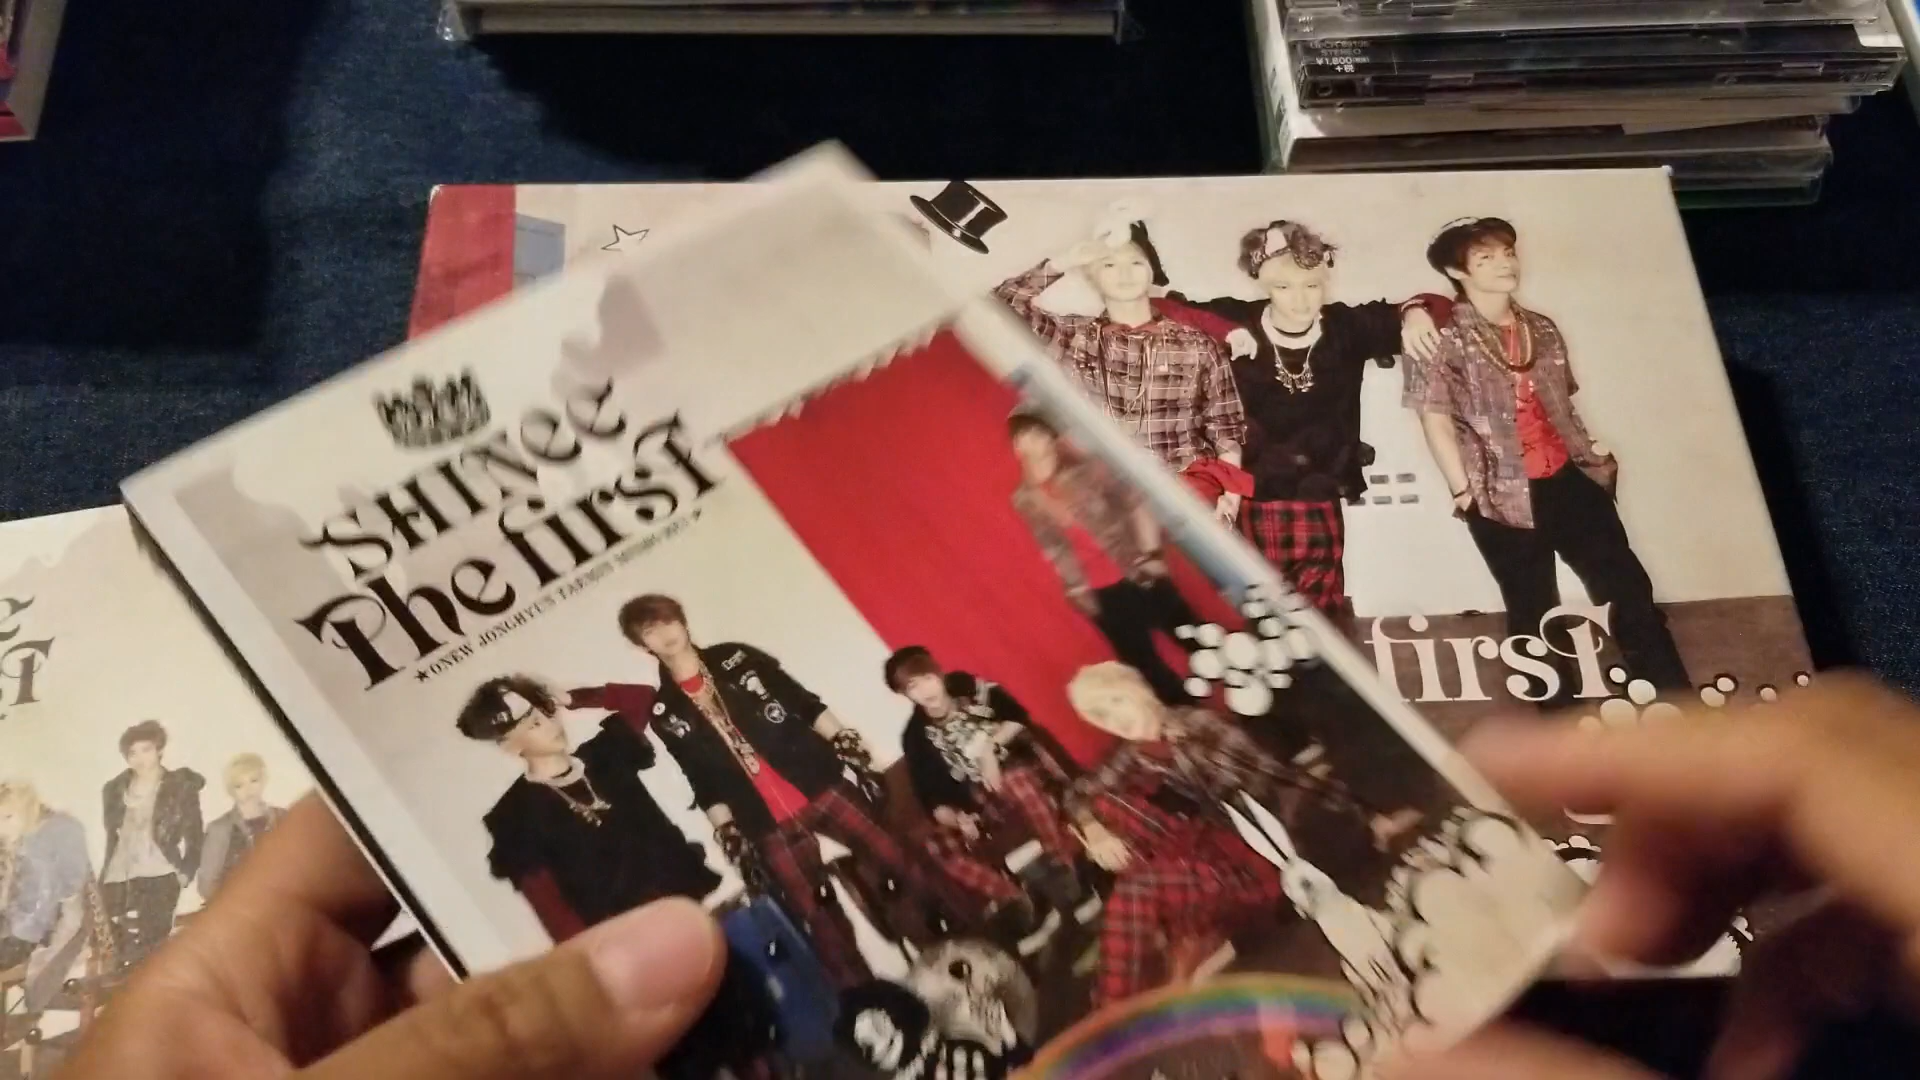 STEREO
¥1,800
+税
SHINee
The first
★ONEW JONGHYUN TAEMIN MINHO KEY★
first